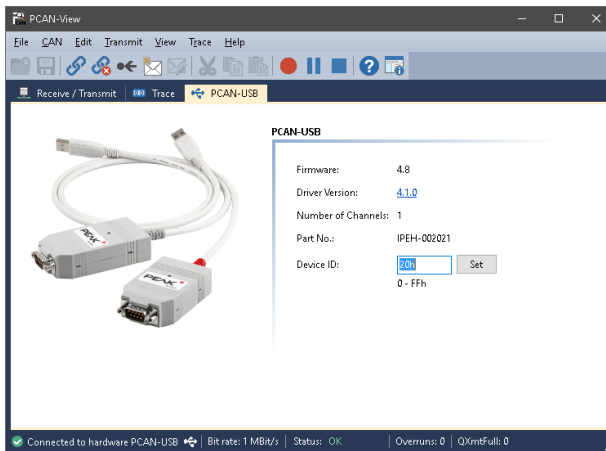 PCAN-View
File CAN Edit Transmit View Trace Help
Receive / Transmit Trace PCAN-USB
PCAN-USB
Firmware: 4.8
Driver Version: 4.1.0
Number of Channels: 1
Part No.: IPEH-002021
Device ID: 20h Set
0 - FFh
PEAK
PEAK
Connected to hardware PCAN-USB Bit rate: 1 MBit/s Status: OK Overruns: 0 QXmtFull: 0